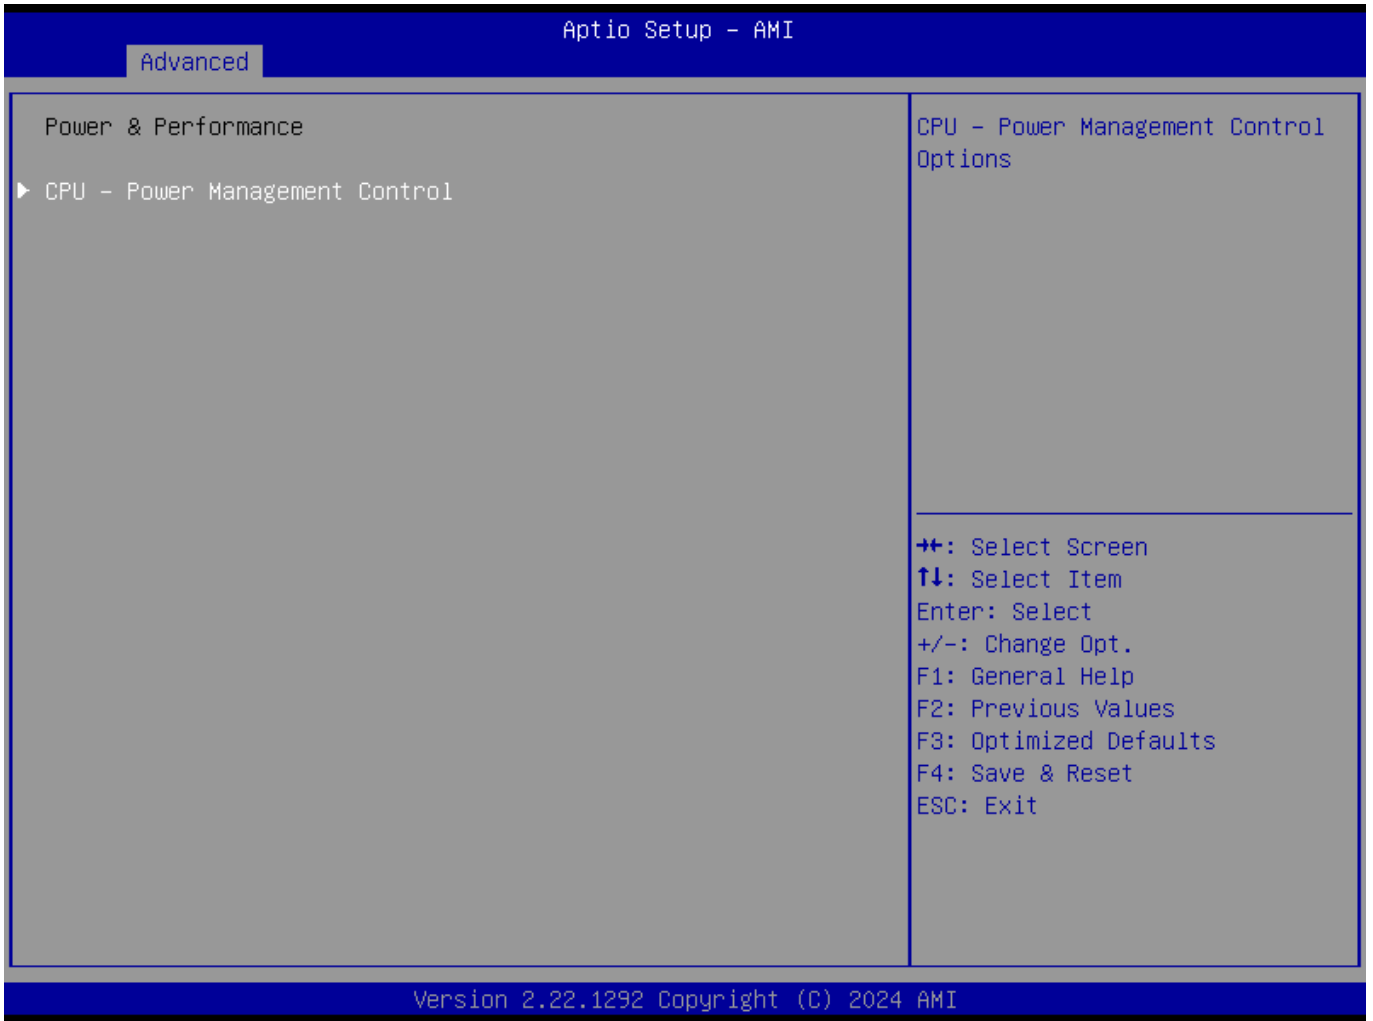 Aptio Setup – AMI
Advanced
Power & Performance
CPU – Power Management Control
CPU – Power Management Control
Options
→←: Select Screen
↑↓: Select Item
Enter: Select
+/-: Change Opt.
F1: General Help
F2: Previous Values
F3: Optimized Defaults
F4: Save & Reset
ESC: Exit
Version 2.22.1292 Copyright (C) 2024 AMI